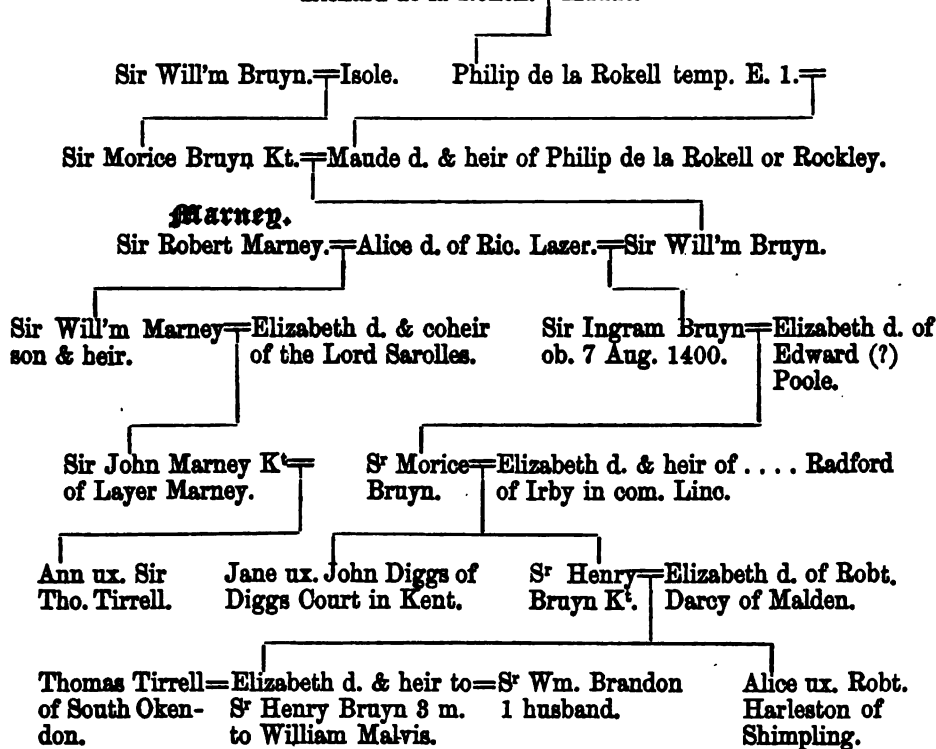 Sir Will'm Bruyn.=Isole. Philip de la Rokell temp. E. 1.=
Sir Morice Bruyn Kt.=Maude d. & heir of Philip de la Rokell or Rockley.
Marney.
Sir Robert Marney.=Alice d. of Ric. Lazer.=Sir Will'm Bruyn.
Sir Will'm Marney=Elizabeth d. & coheir
son & heir. of the Lord Sarolles.
Sir Ingram Bruyn=Elizabeth d. of
ob. 7 Aug. 1400. Edward (?)
Poole.
Sir John Marney Kt=
of Layer Marney.
Sr Morice=Elizabeth d. & heir of .... Radford
Bruyn. of Irby in com. Linc.
Ann ux. Sir
Tho. Tirrell.
Jane ux. John Diggs of
Diggs Court in Kent.
Sr Henry=Elizabeth d. of Robt.
Bruyn Kt. Darcy of Malden.
Thomas Tirrell=Elizabeth d. & heir to=Sr Wm. Brandon
of South Oken- Sr Henry Bruyn 3 m. 1 husband.
don. to William Malvis.
Alice ux. Robt.
Harleston of
Shimpling.